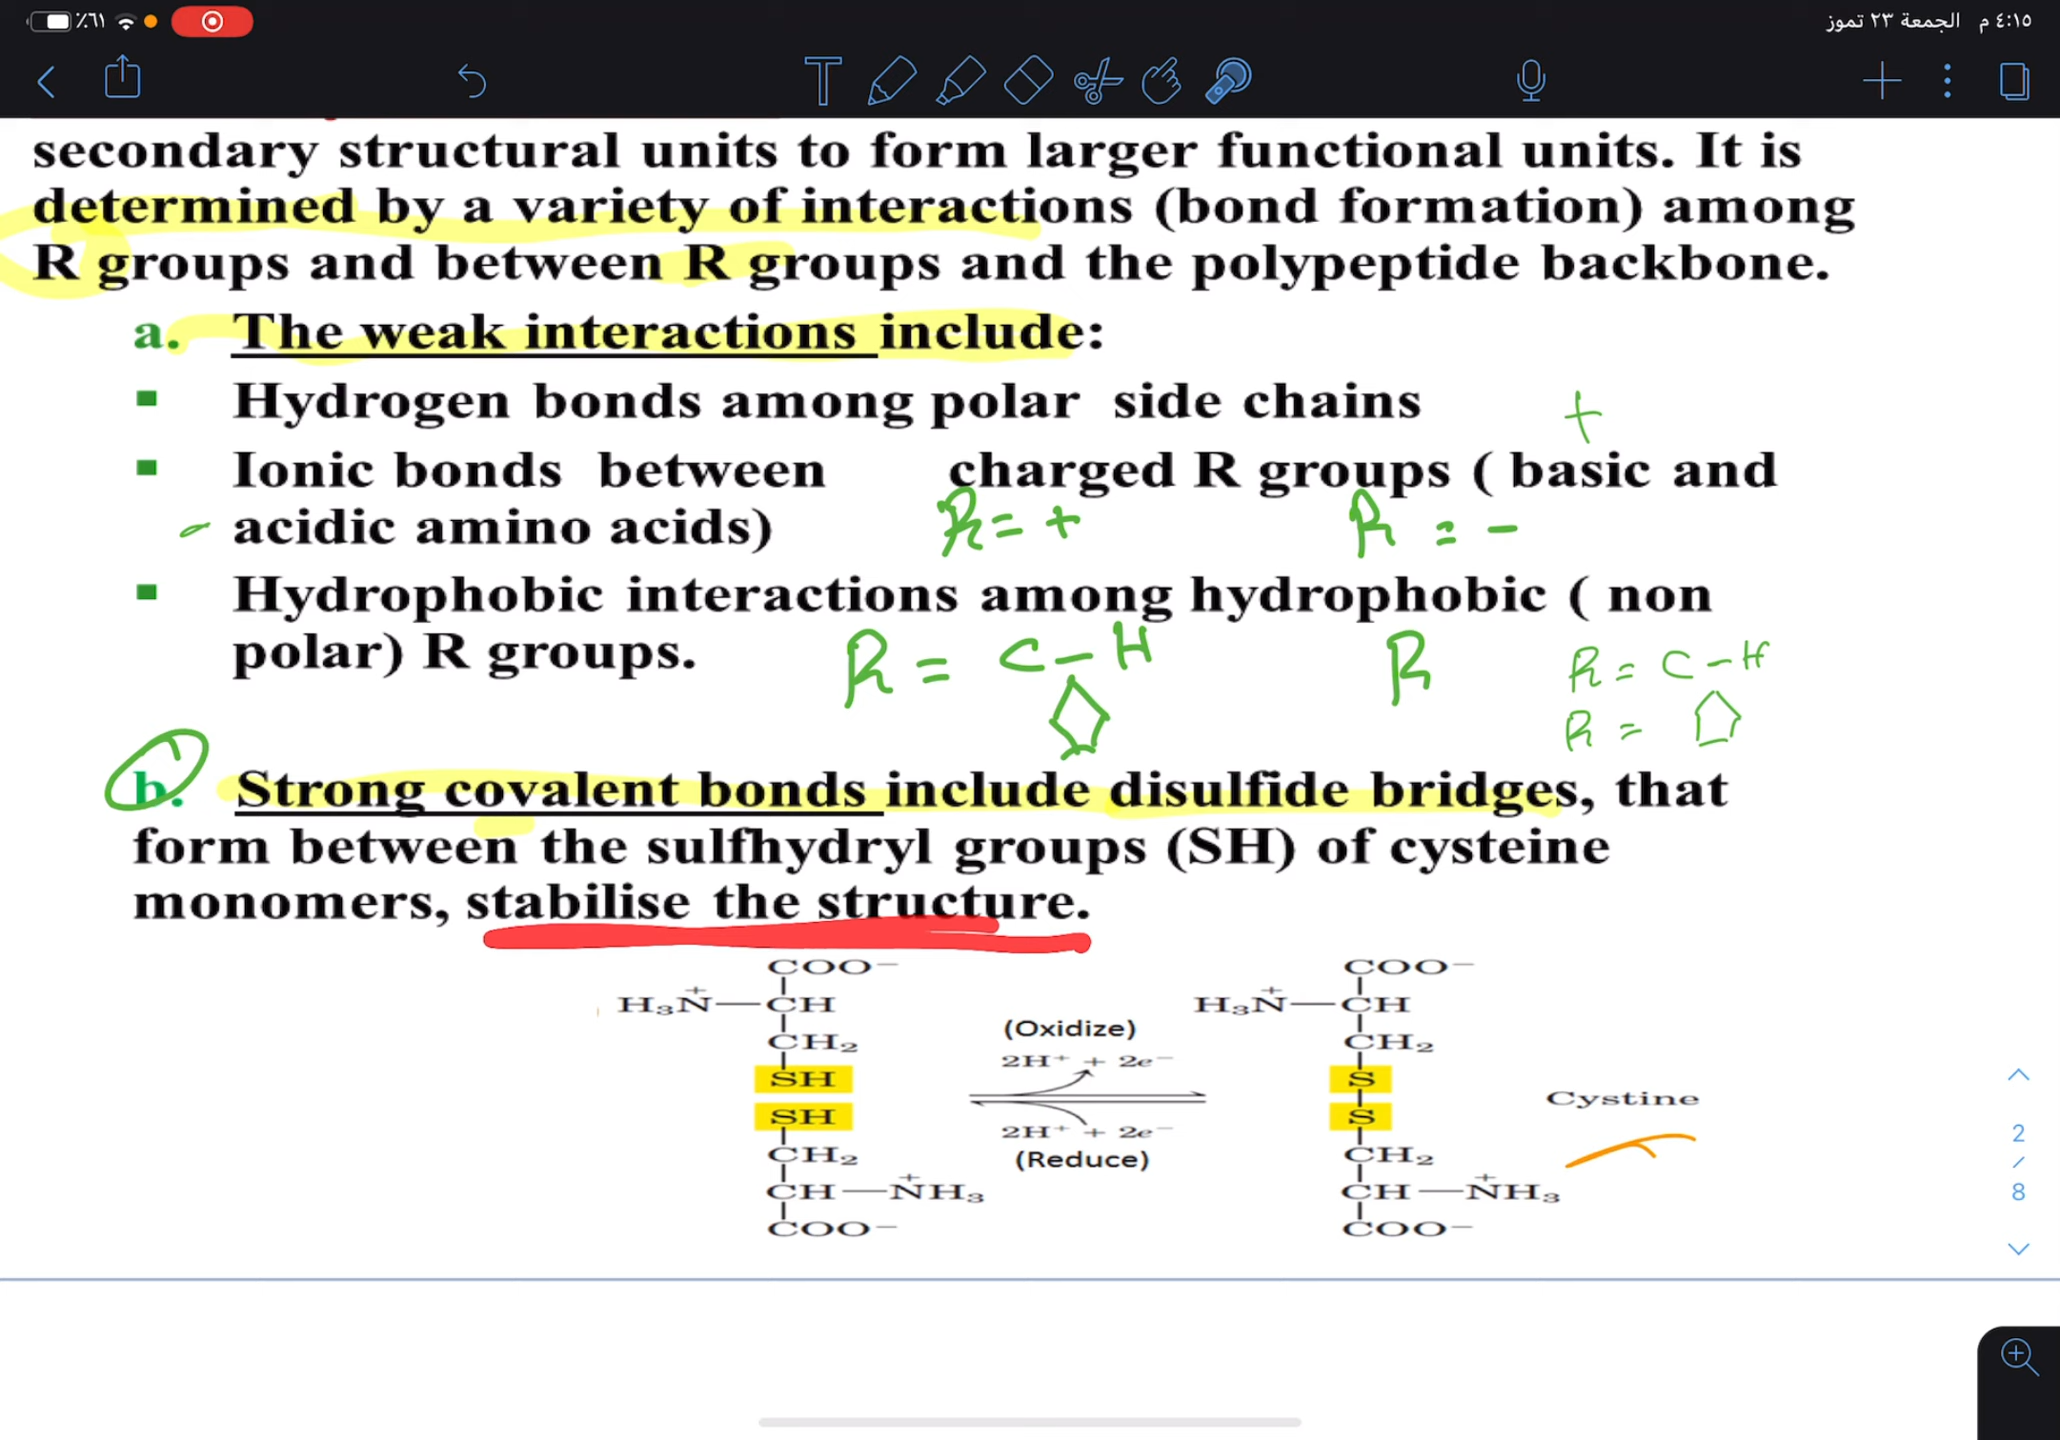 ٪٦١
٤:١٥ م الجمعة ٢٣ تموز
T
secondary structural units to form larger functional units. It is
determined by a variety of interactions (bond formation) among
R groups and between R groups and the polypeptide backbone.
a. The weak interactions include:
▪ Hydrogen bonds among polar side chains
+
▪ Ionic bonds between charged R groups ( basic and
- acidic amino acids)
R = + R = -
▪ Hydrophobic interactions among hydrophobic ( non
polar) R groups.
R = C - H R R = C - H
R =
b. Strong covalent bonds include disulfide bridges, that
form between the sulfhydryl groups (SH) of cysteine
monomers, stabilise the structure.
COO⁻ COO⁻
H₃N⁺—CH H₃N⁺—CH
(Oxidize)
CH₂ CH₂
2H⁺ + 2e⁻
SH S
Cystine
SH S
2H⁺ + 2e⁻
CH₂ (Reduce) CH₂
CH—N⁺H₃ CH—N⁺H₃
COO⁻ COO⁻
2
/
8